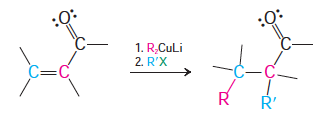 :O: :O:
C C
1. R₂CuLi
2. R'X
C=C C C
R R'